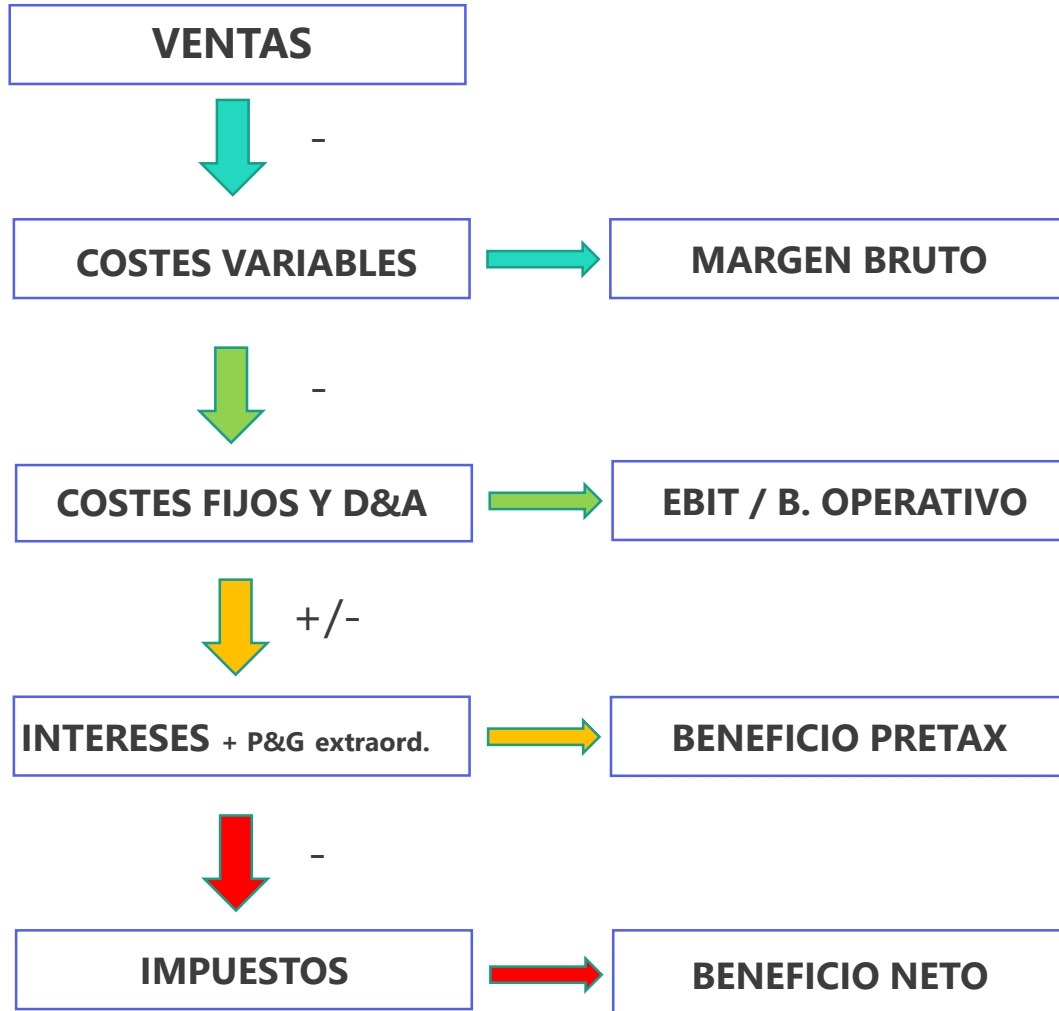 VENTAS
-
COSTES VARIABLES
MARGEN BRUTO
-
COSTES FIJOS Y D&A
EBIT / B. OPERATIVO
+/-
INTERESES + P&G extraord.
BENEFICIO PRETAX
-
IMPUESTOS
BENEFICIO NETO